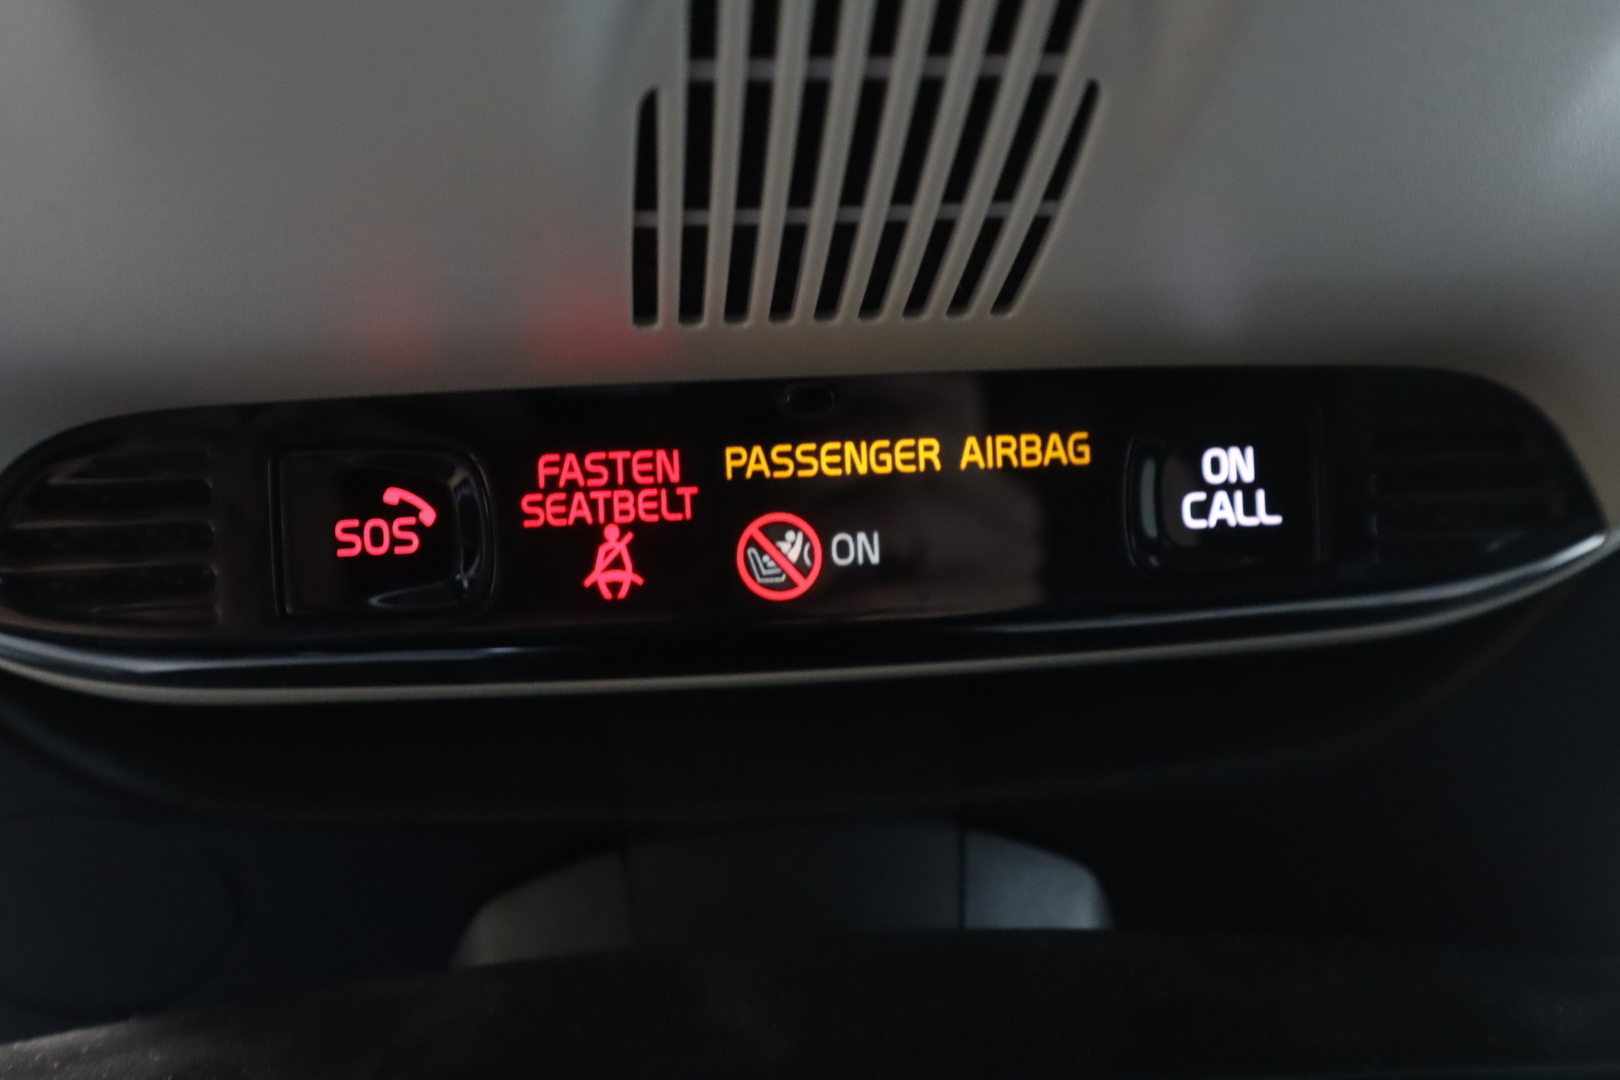 SOS
FASTEN
SEATBELT
PASSENGER AIRBAG
ON
ON
CALL